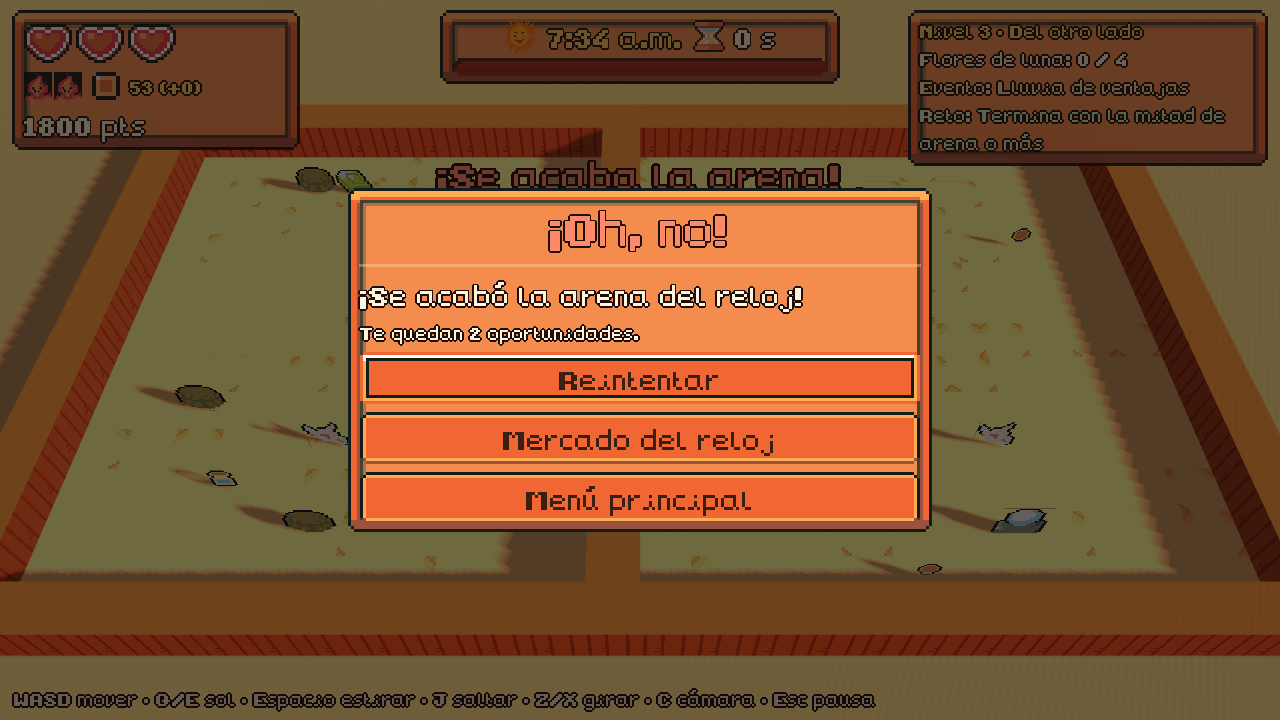 7:34 a.m. 0 s
53 (+0)
1800 pts
Nivel 3 · Del otro lado
Flores de luna: 0 / 4
Evento: Lluvia de ventajas
Reto: Termina con la mitad de
arena o más
¡Se acaba la arena!
¡Oh, no!
¡Se acabó la arena del reloj!
Te quedan 2 oportunidades.
Reintentar
Mercado del reloj
Menú principal
WASD mover · Q/E sol · Espacio estirar · J saltar · Z/X girar · C cámara · Esc pausa